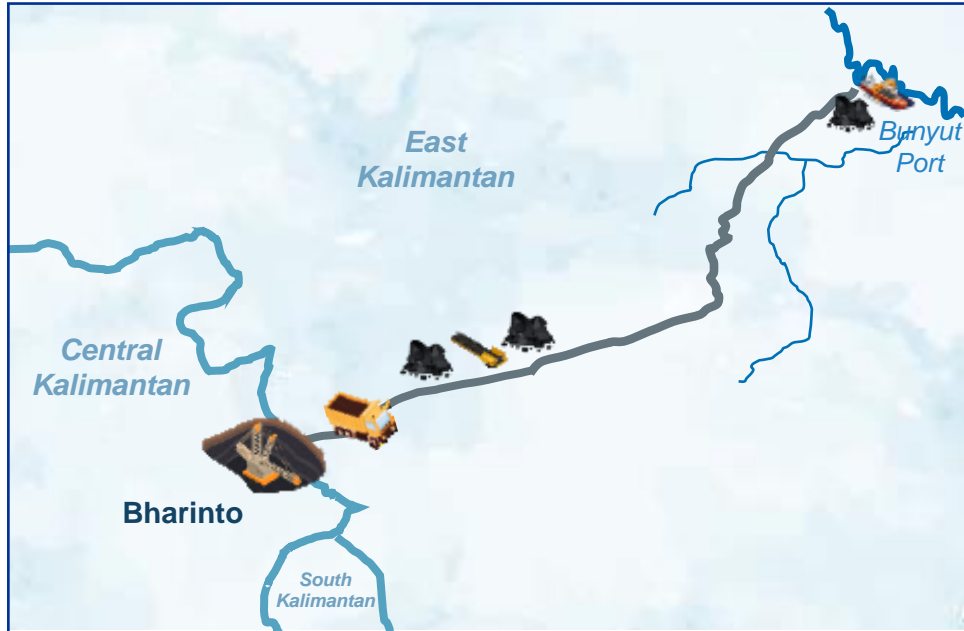 East
Kalimantan
Bunyut
Port
Central
Kalimantan
Bharinto
South
Kalimantan